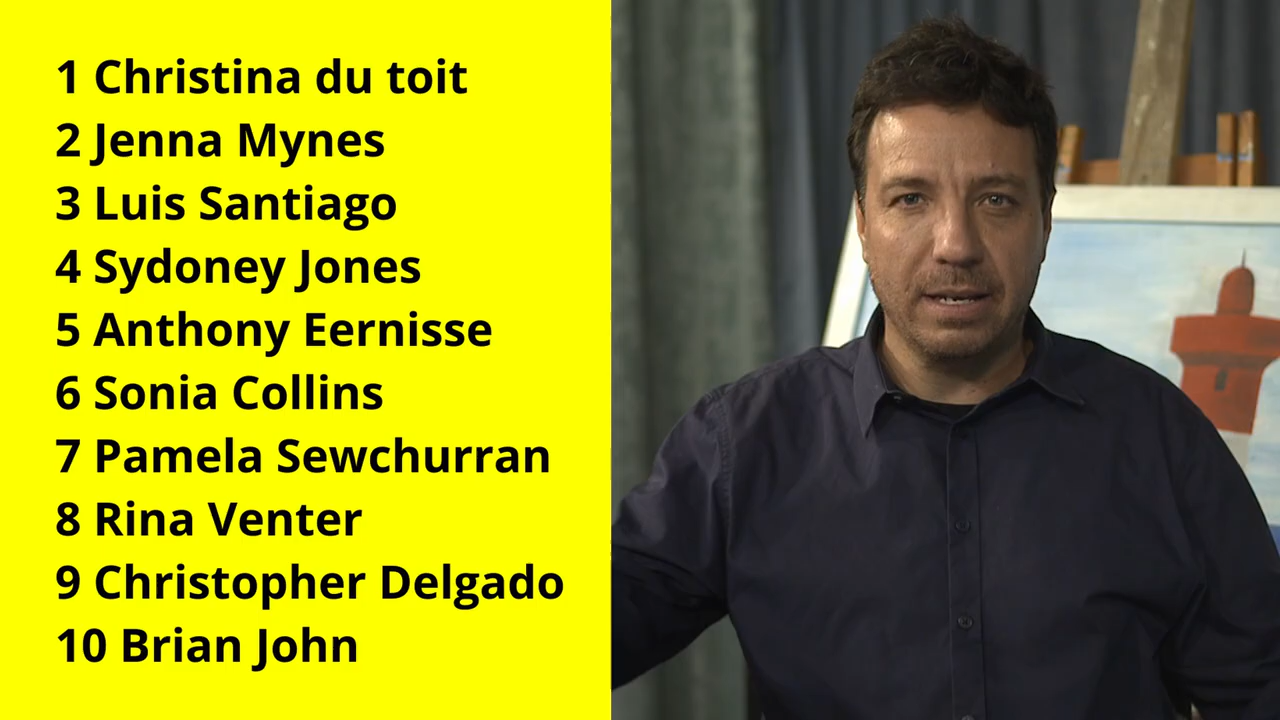 1 Christina du toit
2 Jenna Mynes
3 Luis Santiago
4 Sydoney Jones
5 Anthony Eernisse
6 Sonia Collins
7 Pamela Sewchurran
8 Rina Venter
9 Christopher Delgado
10 Brian John